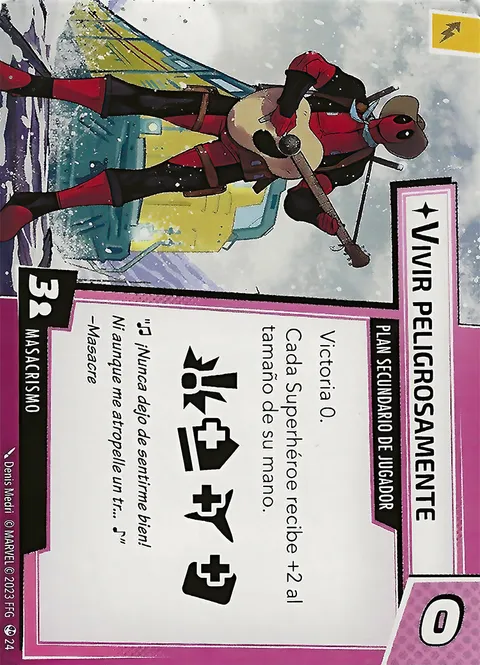 0
Vivir peligrosamente
PLAN SECUNDARIO DE JUGADOR
Victoria 0.
Cada Superhéroe recibe +2 al
tamaño de su mano.
"♫ ¡Nunca dejo de sentirme bien!
Ni aunque me atropelle un tr... ♪"
–Masacre
3
MASACRISMO
Denis Medri © MARVEL © 2023 FFG 24